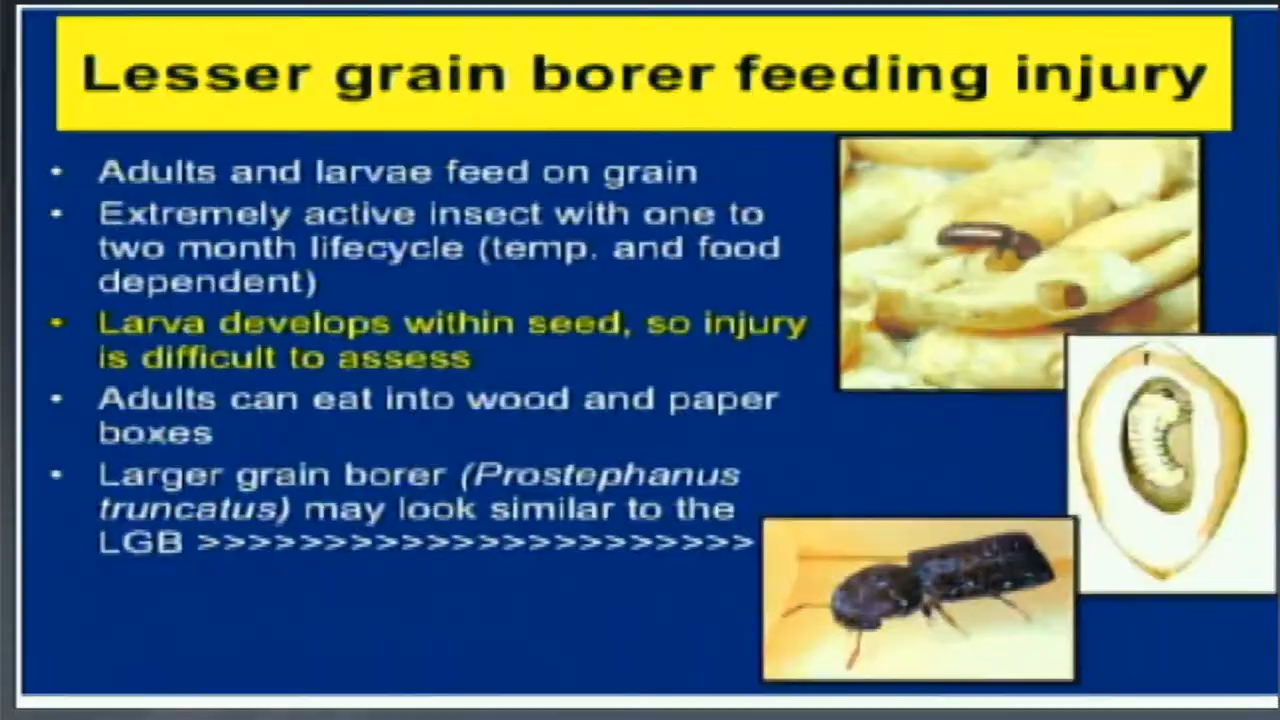 Lesser grain borer feeding injury
• Adults and larvae feed on grain
• Extremely active insect with one to
two month lifecycle (temp. and food
dependent)
• Larva develops within seed, so injury
is difficult to assess
• Adults can eat into wood and paper
boxes
• Larger grain borer (Prostephanus
truncatus) may look similar to the
LGB >>>>>>>>>>>>>>>>>>>>>>>